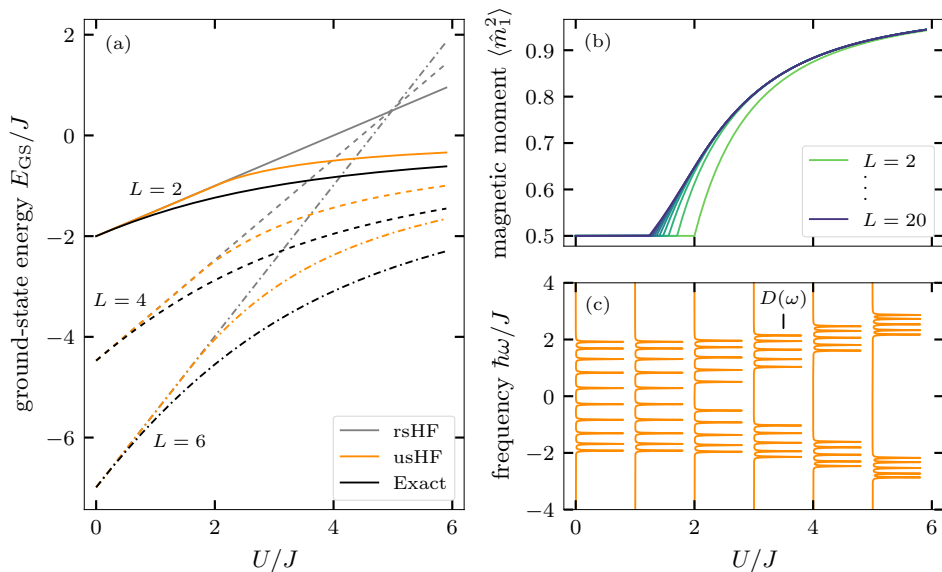 (a)
ground-state energy E_GS/J
2
0
−2
−4
−6
L = 2
L = 4
L = 6
rsHF
usHF
Exact
0
2
4
6
U/J
(b)
magnetic moment ⟨m̂₁²⟩
0.9
0.8
0.7
0.6
0.5
L = 2
⋮
L = 20
(c)
D(ω)
frequency ℏω/J
4
2
0
−2
−4
0
2
4
6
U/J